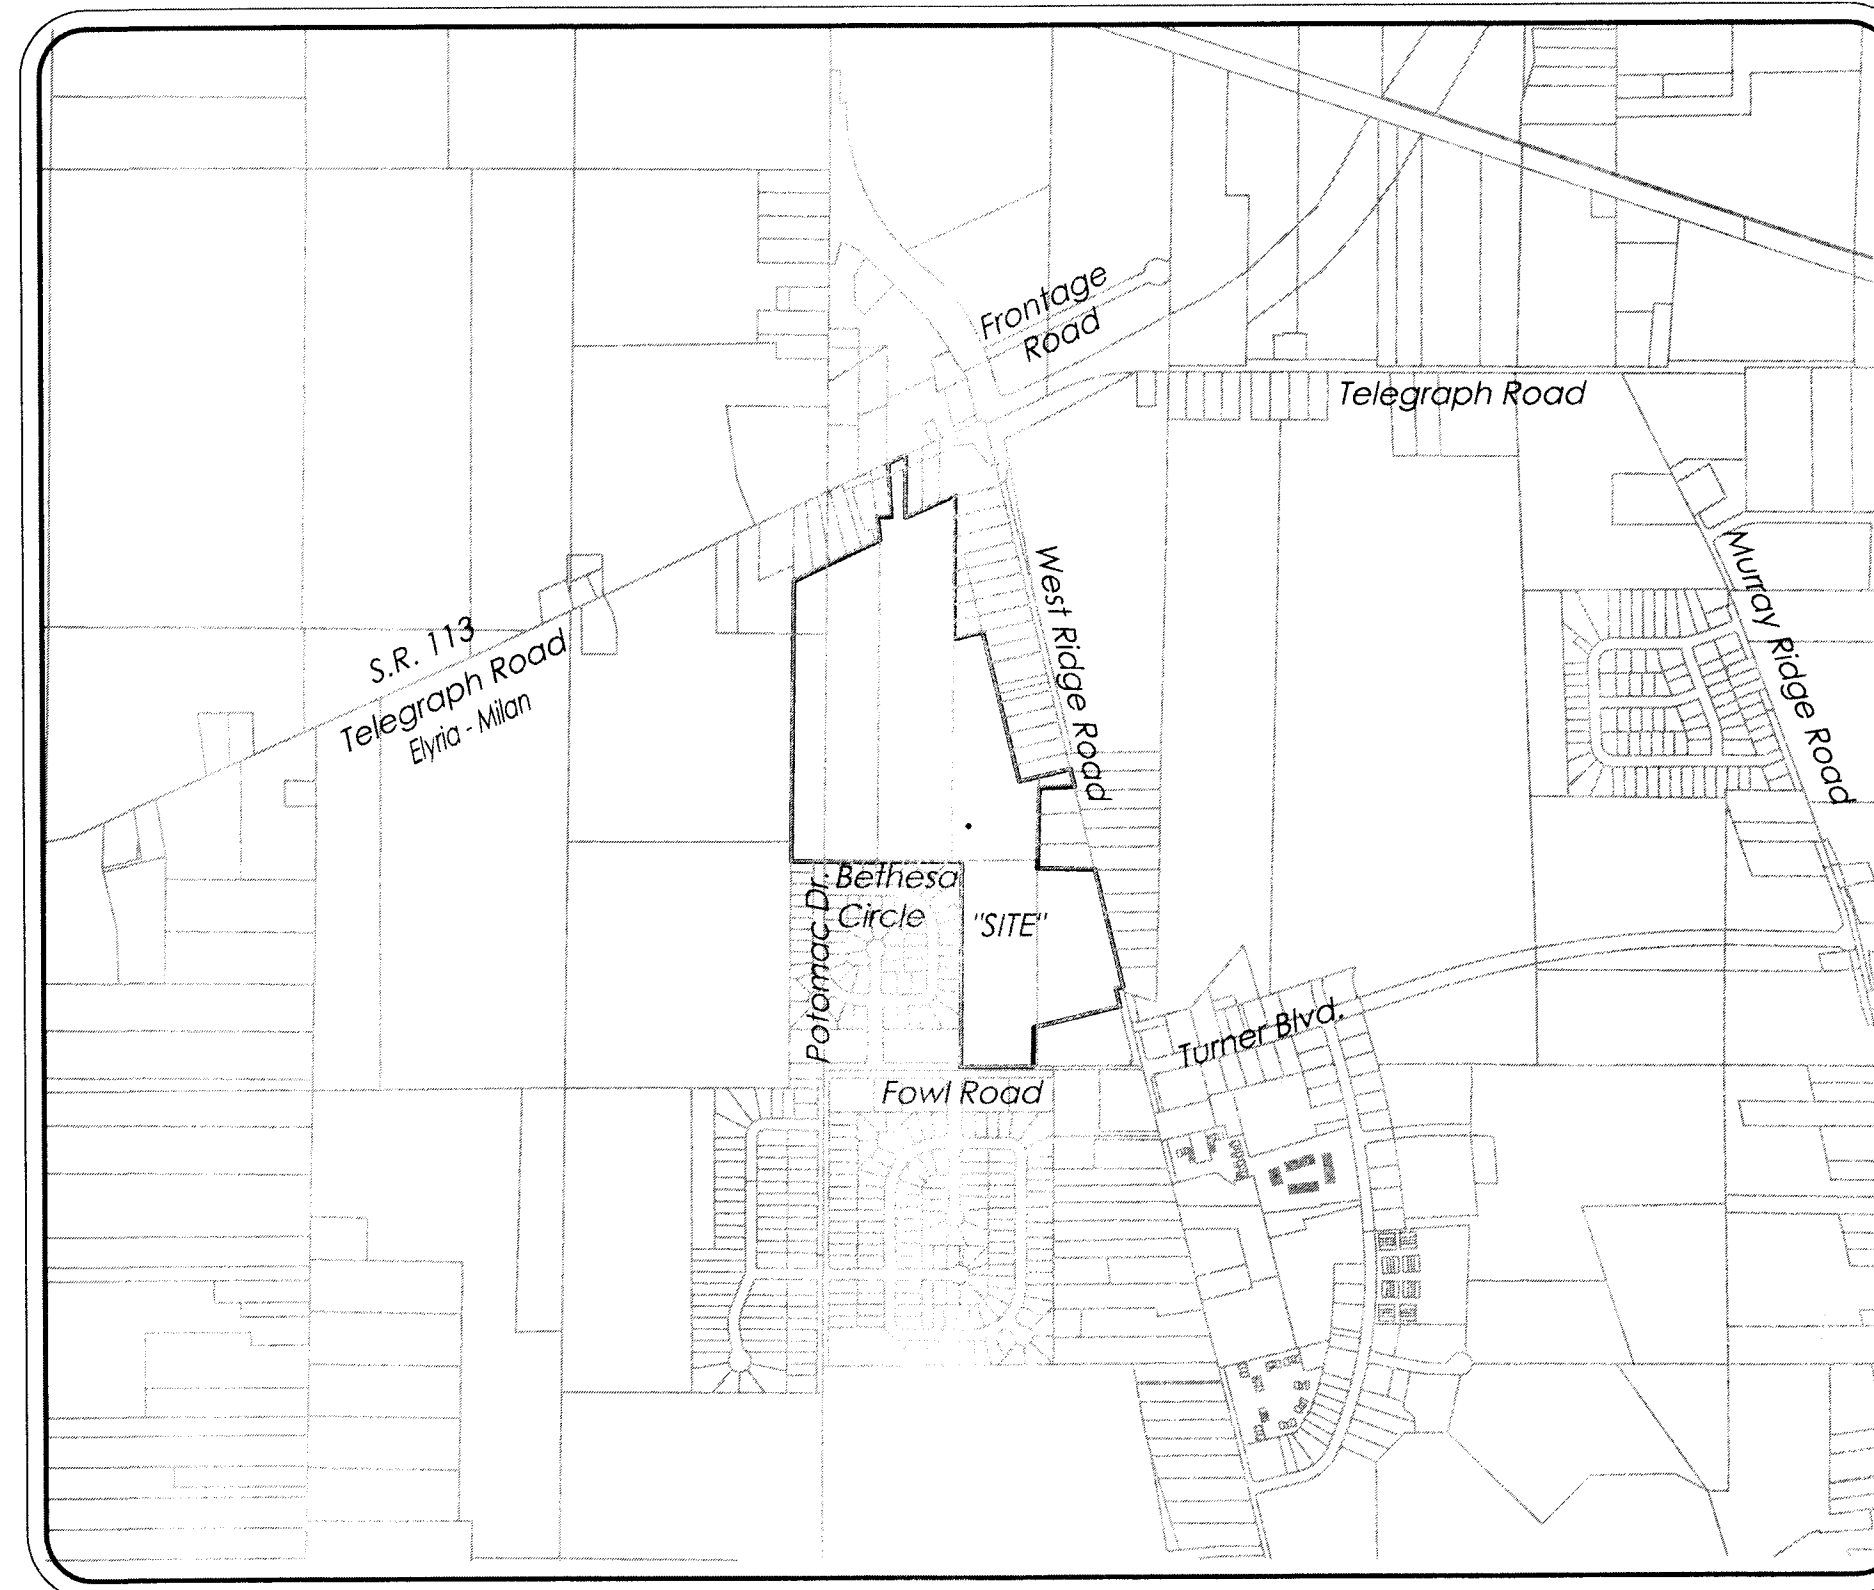 Frontage
Road
Telegraph Road
S.R. 113
Telegraph Road
Elyria - Milan
West Ridge Road
Murray Ridge Road
Bethesa
Circle
"SITE"
Potomac Dr.
Turner Blvd.
Fowl Road